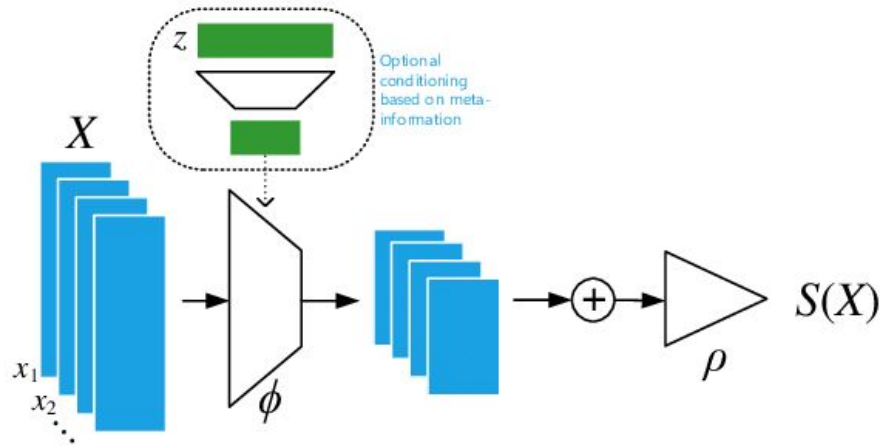 z
Optional
conditioning
based on meta-
information
X
x₁
x₂
⋱
ϕ
+
ρ
S(X)